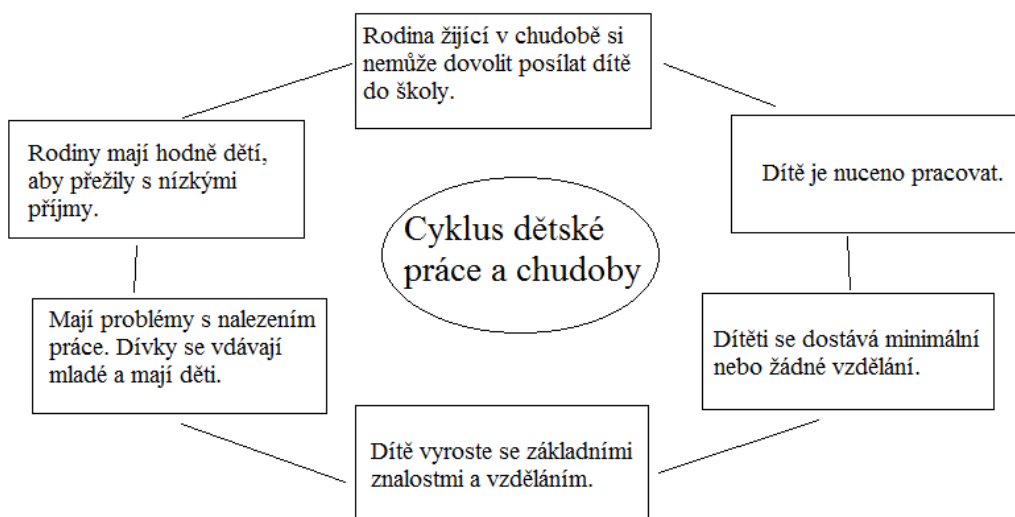 Rodina žijící v chudobě si
nemůže dovolit posílat dítě
do školy.
Dítě je nuceno pracovat.
Dítěti se dostává minimální
nebo žádné vzdělání.
Dítě vyroste se základními
znalostmi a vzděláním.
Mají problémy s nalezením
práce. Dívky se vdávají
mladé a mají děti.
Rodiny mají hodně dětí,
aby přežily s nízkými
příjmy.
Cyklus dětské
práce a chudoby